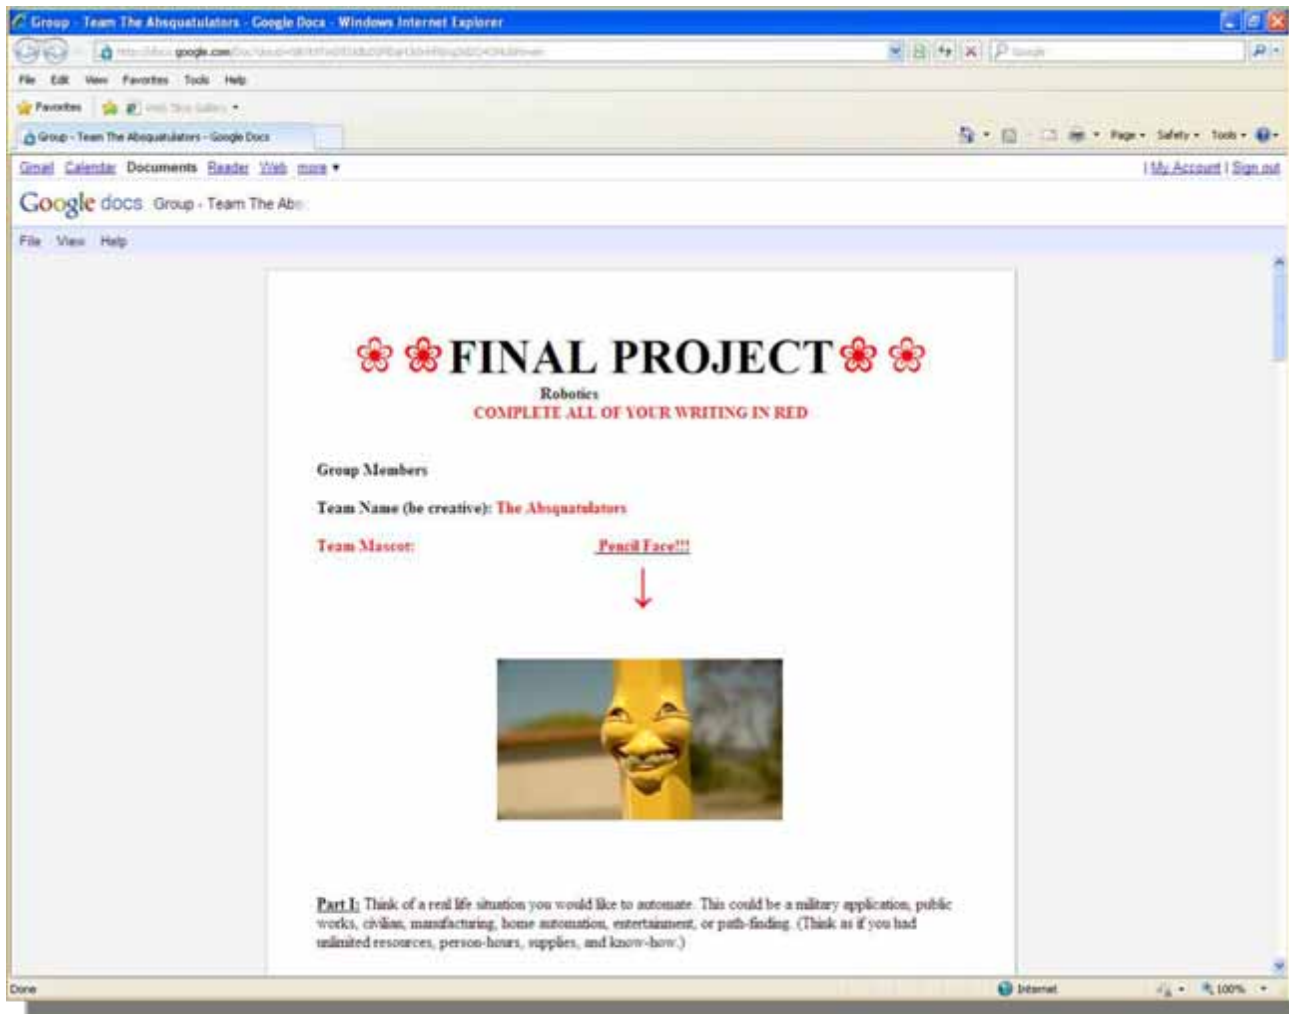 Group - Team The Absquatulators - Google Docs - Windows Internet Explorer
google.com
File Edit View Favorites Tools Help
Favorites
Group - Team The Absquatulators - Google Docs
Page Safety Tools
Gmail Calendar Documents Reader Web more | My Account | Sign out
Google docs Group - Team The Abs
File View Help
FINAL PROJECT
Robotics
COMPLETE ALL OF YOUR WRITING IN RED
Group Members
Team Name (be creative): The Absquatulators
Team Mascot: Pencil Face!!!
Part I: Think of a real life situation you would like to automate. This could be a military application, public
works, civilian, manufacturing, home automation, entertainment, or path-finding. (Think as if you had
unlimited resources, person-hours, supplies, and know-how.)
Done Internet 100%